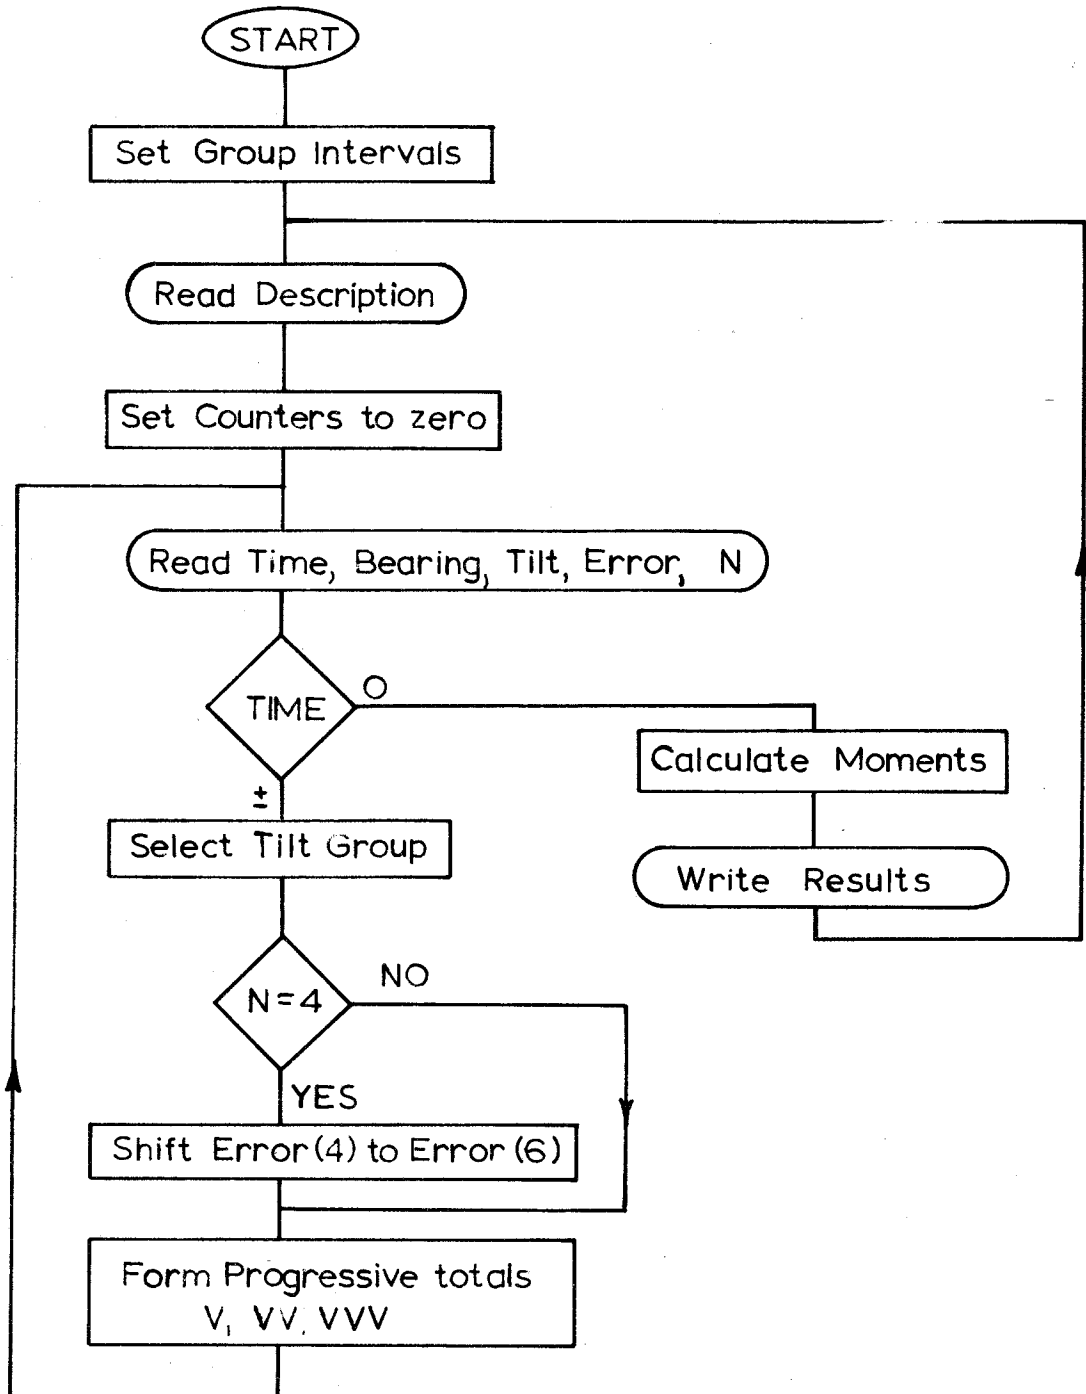 START
Set Group Intervals
Read Description
Set Counters to zero
Read Time, Bearing, Tilt, Error, N
TIME
O
Calculate Moments
±
Select Tilt Group
Write Results
N=4
NO
YES
Shift Error(4) to Error(6)
Form Progressive totals
V, VV, VVV